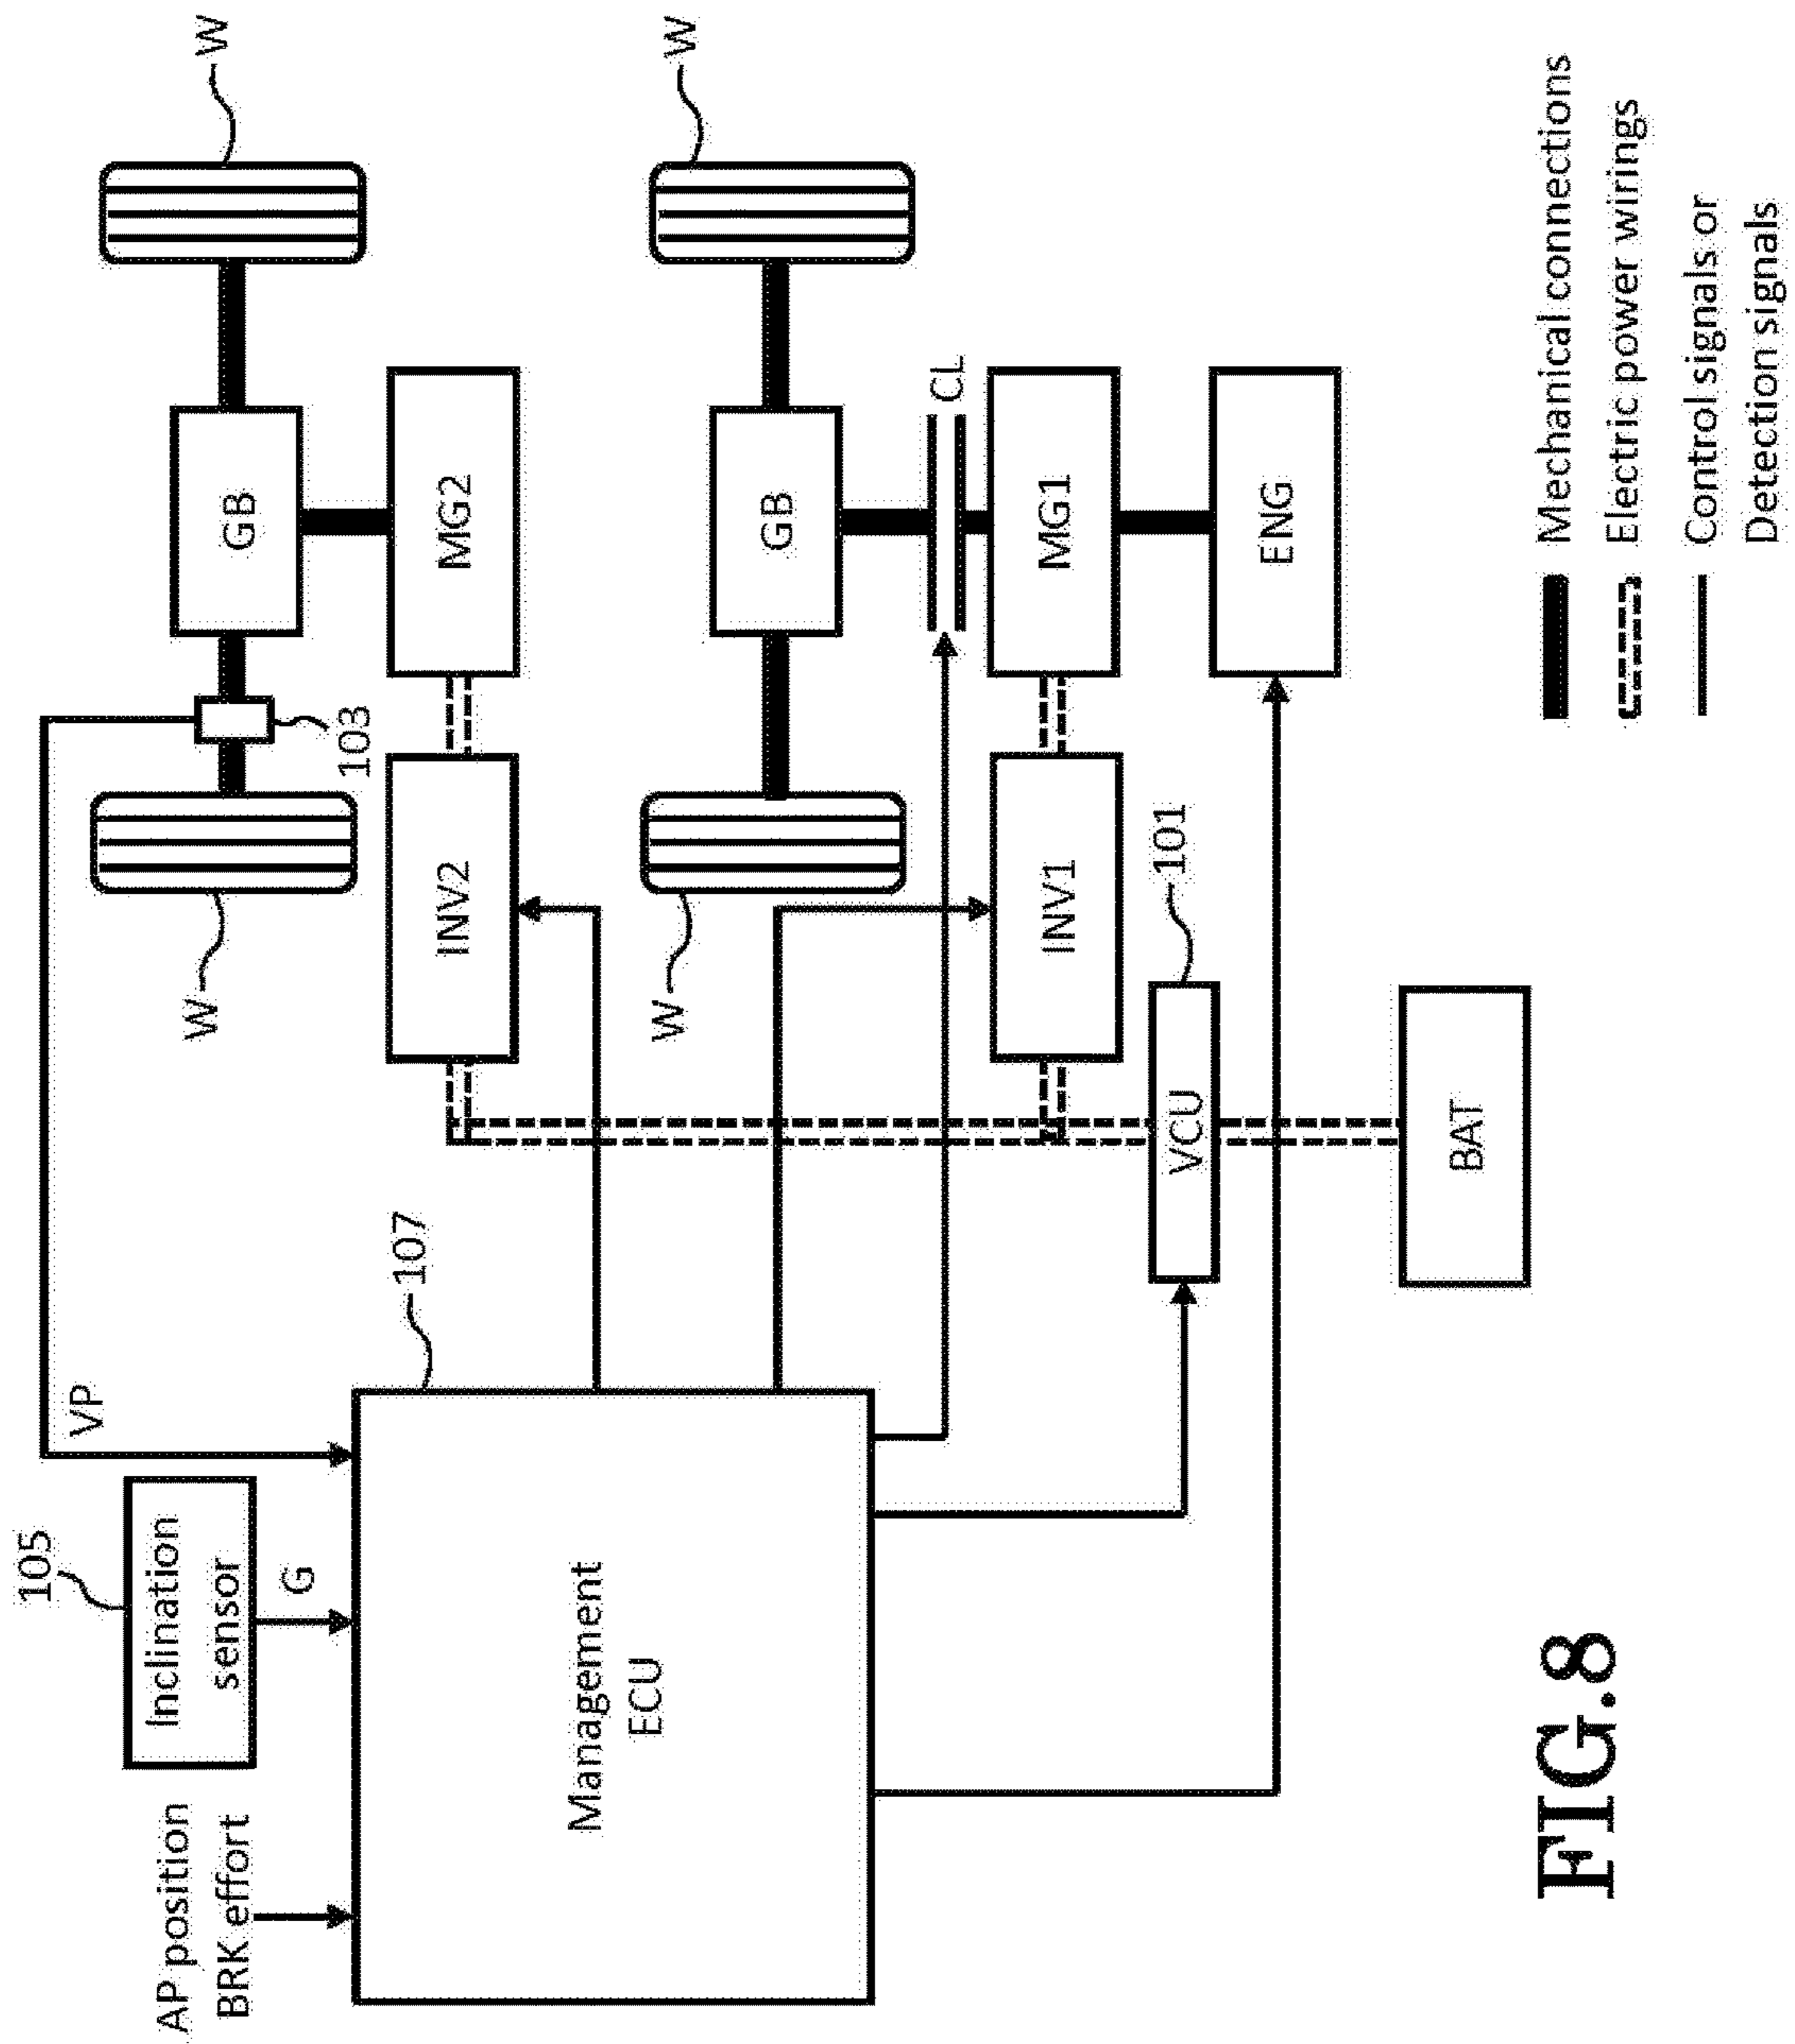 AP position
BRK effort
105
Inclination
sensor
G
VP
107
Management
ECU
W
103
GB
W
INV2
MG2
W
GB
W
CL
INV1
MG1
101
VCU
ENG
BAT
Mechanical connections
Electric power wirings
Control signals or
Detection signals
FIG.8